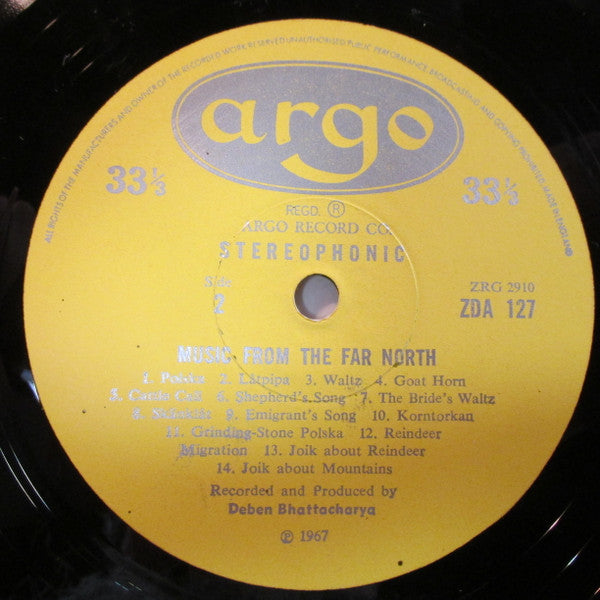 ALL RIGHTS OF THE MANUFACTURERS AND OWNER OF THE RECORDED WORK RESERVED UNAUTHORISED PUBLIC PERFORMANCE, BROADCASTING AND COPYING PROHIBITED. MADE IN ENGLAND
argo
33⅓ 33⅓
REGD. Ⓡ
ARGO RECORD CO.
STEREOPHONIC
Side
2
ZRG 2910
ZDA 127
MUSIC FROM THE FAR NORTH
1. Polska 2. Låtpipa 3. Waltz 4. Goat Horn
5. Cattle Call 6. Shepherd's Song 7. The Bride's Waltz
8. 9. Emigrant's Song 10. Korntorkan
11. Grinding-Stone Polska 12. Reindeer
Migration 13. Joik about Reindeer
14. Joik about Mountains
Recorded and Produced by
Deben Bhattacharya
Ⓟ 1967